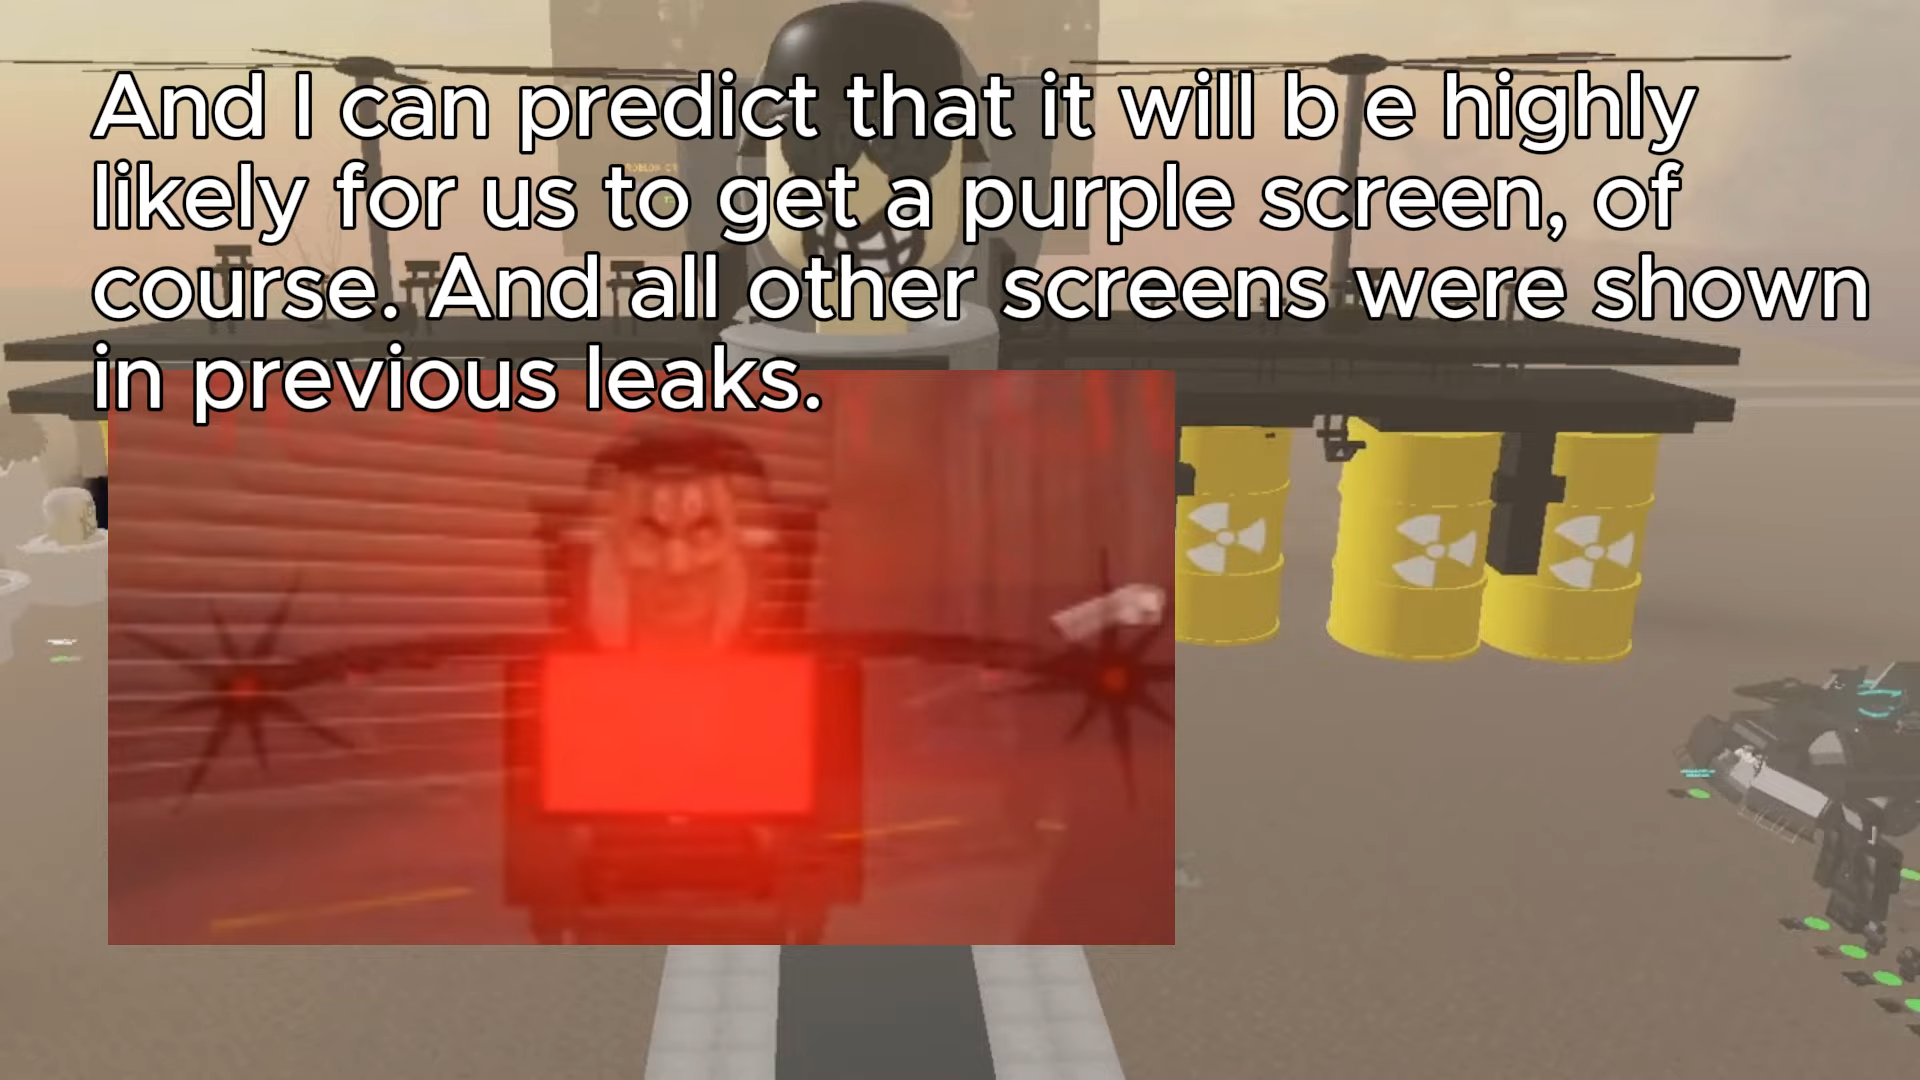 And I can predict that it will b e highly
likely for us to get a purple screen, of
course. And all other screens were shown
in previous leaks.